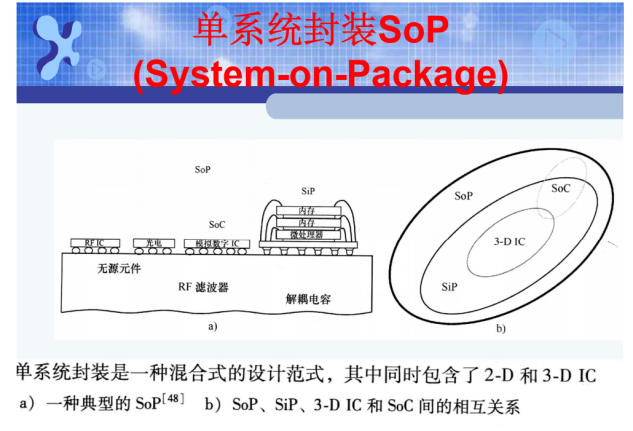 单系统封装SoP
(System-on-Package)
SoP
SiP
SoC
内存
内存
微处理器
RF IC
光电
模拟数字 IC
无源元件
RF 滤波器
解耦电容
a)
SoP
SoC
3-D IC
SiP
b)
单系统封装是一种混合式的设计范式，其中同时包含了 2-D 和 3-D IC
a）一种典型的 SoP[48] b）SoP、SiP、3-D IC 和 SoC 间的相互关系